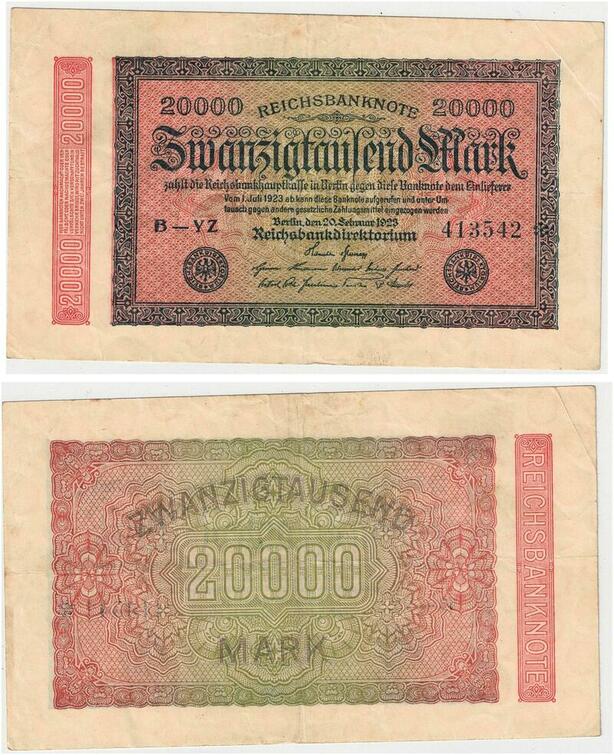 20000 REICHSBANKNOTE 20000
Zwanzigtausend Mark
zahlt die Reichsbankhauptkasse in Berlin gegen diese Banknote dem Einlieferer
Vom 1. Juli 1923 ab kann diese Banknote aufgerufen und unter Um-
tausch gegen andere gesetzliche Zahlungsmittel eingezogen werden
Berlin, den 20. Februar 1923
B–YZ Reichsbankdirektorium 413542 *
20000
20000
ZWANZIGTAUSEND
20000
MARK
REICHSBANKNOTE